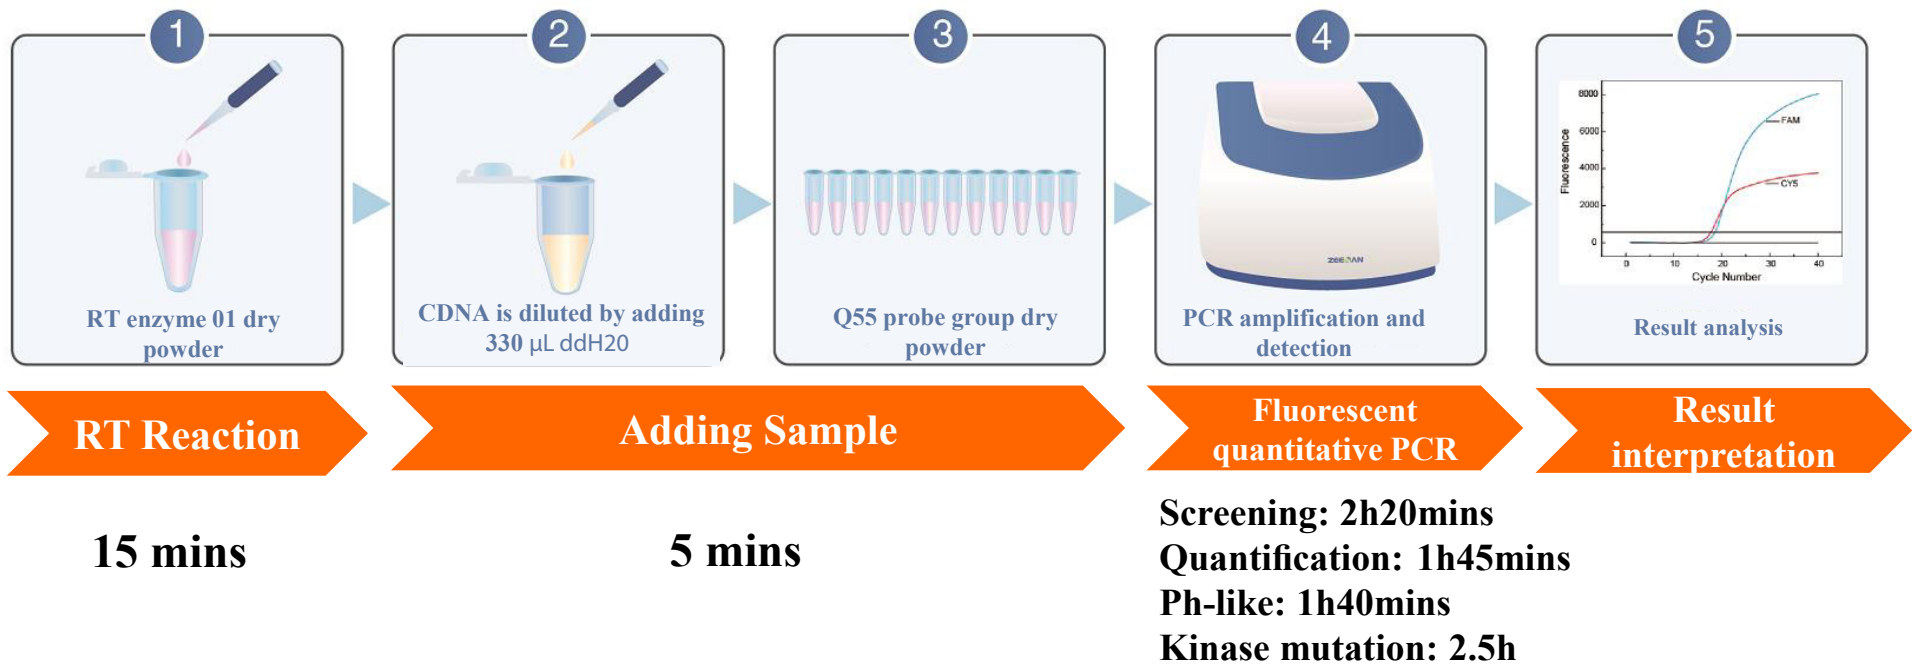 1
2
3
4
5
RT enzyme 01 dry
powder
CDNA is diluted by adding
330 µL ddH20
Q55 probe group dry
powder
ZEESAN
PCR amplification and
detection
8000
6000
4000
2000
0
Fluorescence
FAM
CY5
0 10 20 30 40
Cycle Number
Result analysis
RT Reaction
Adding Sample
Fluorescent
quantitative PCR
Result
interpretation
15 mins
5 mins
Screening: 2h20mins
Quantification: 1h45mins
Ph-like: 1h40mins
Kinase mutation: 2.5h